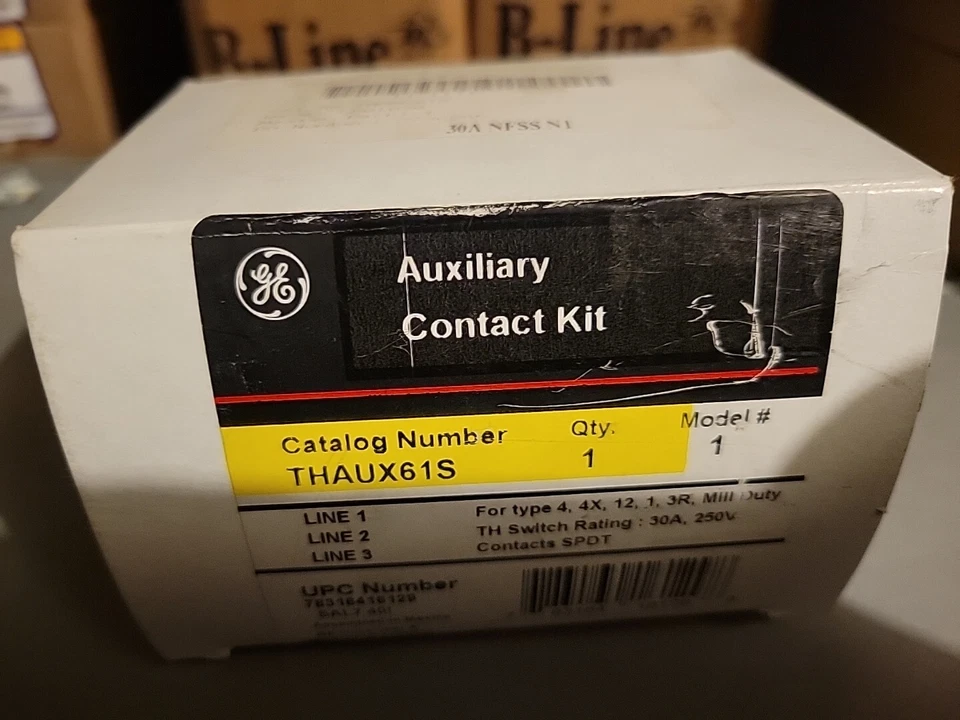 B-Line
B-Line
30A NFSS N1
GE
Auxiliary
Contact Kit
Catalog Number
THAUX61S
Qty.
1
Model #
1
LINE 1 For type 4, 4X, 12, 1, 3R, Mill Duty
LINE 2 TH Switch Rating : 30A, 250V
LINE 3 Contacts SPDT
UPC Number